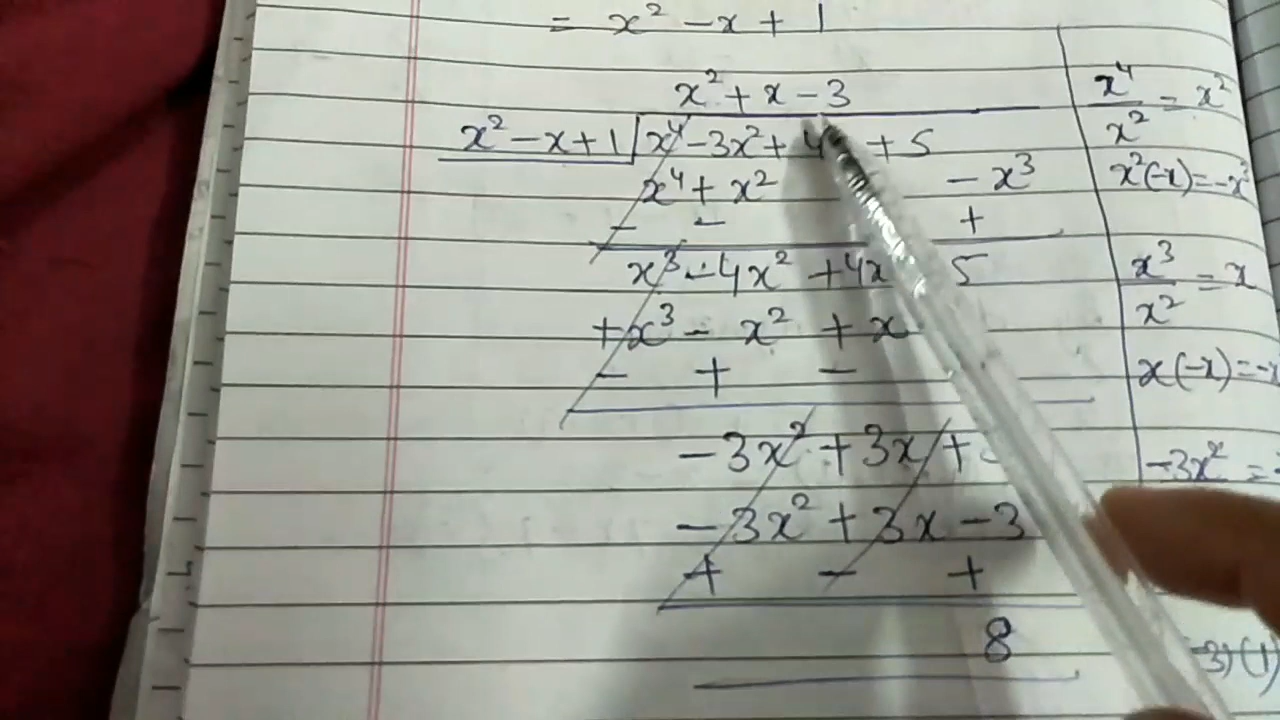 = x² - x + 1
x² + x - 3
x² - x + 1 x⁴ - 3x² + 4 + 5
x⁴ + x² - x³
- - +
x³ - 4x² + 4x 5
+ x³ - x² + x
- + -
- 3x² + 3x +
- 3x² + 3x - 3
+ - +
8
x⁴/x² = x²
x²(-x) = -x³
x³/x² = x
x(-x) = -x
-3x² =
-3)(1)